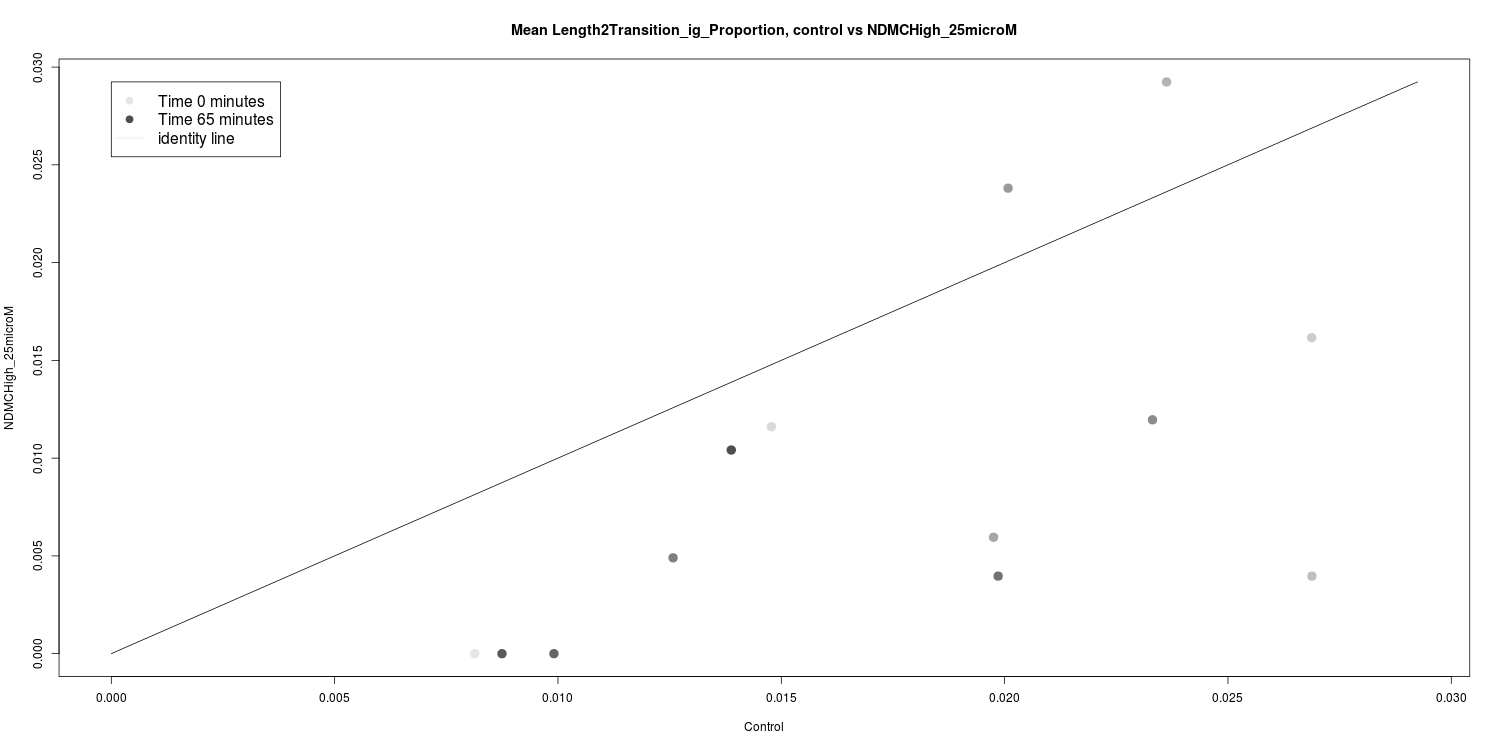 Mean Length2Transition_ig_Proportion, control vs NDMCHigh_25microM
Time 0 minutes
Time 65 minutes
identity line
NDMCHigh_25microM
0.030
0.025
0.020
0.015
0.010
0.005
0.000
0.000 0.005 0.010 0.015 0.020 0.025 0.030
Control